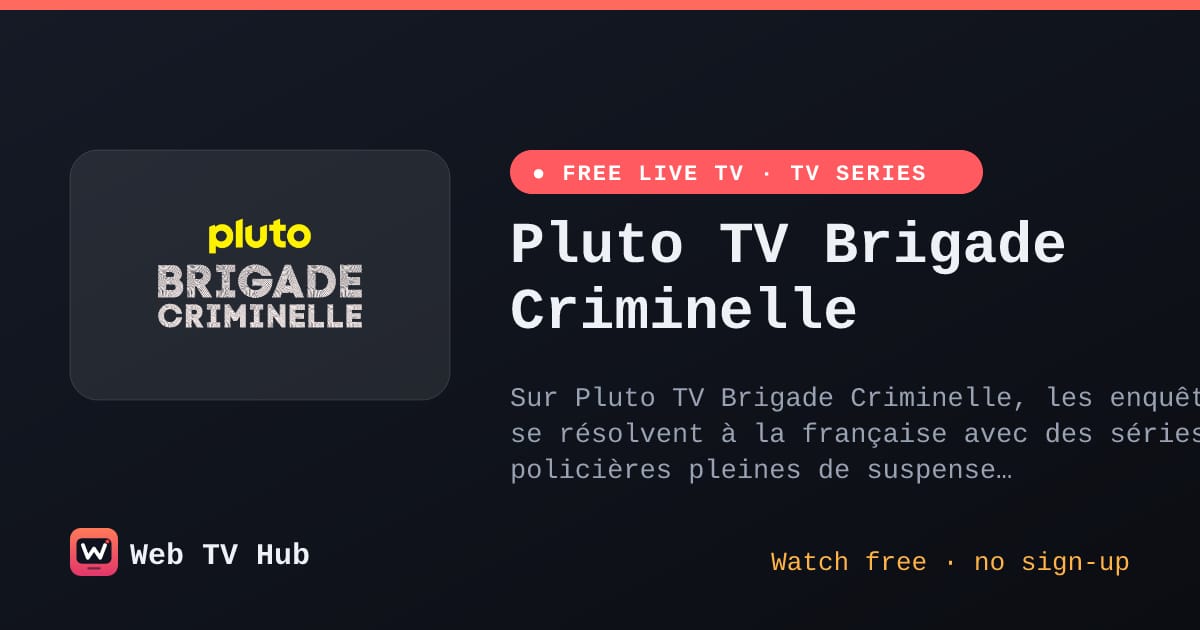 pluto
BRIGADE
CRIMINELLE
● FREE LIVE TV · TV SERIES
Pluto TV Brigade
Criminelle
Sur Pluto TV Brigade Criminelle, les
se résolvent à la française avec des séries
policières pleines de suspense…
W
Web TV Hub
Watch free · no sign-up